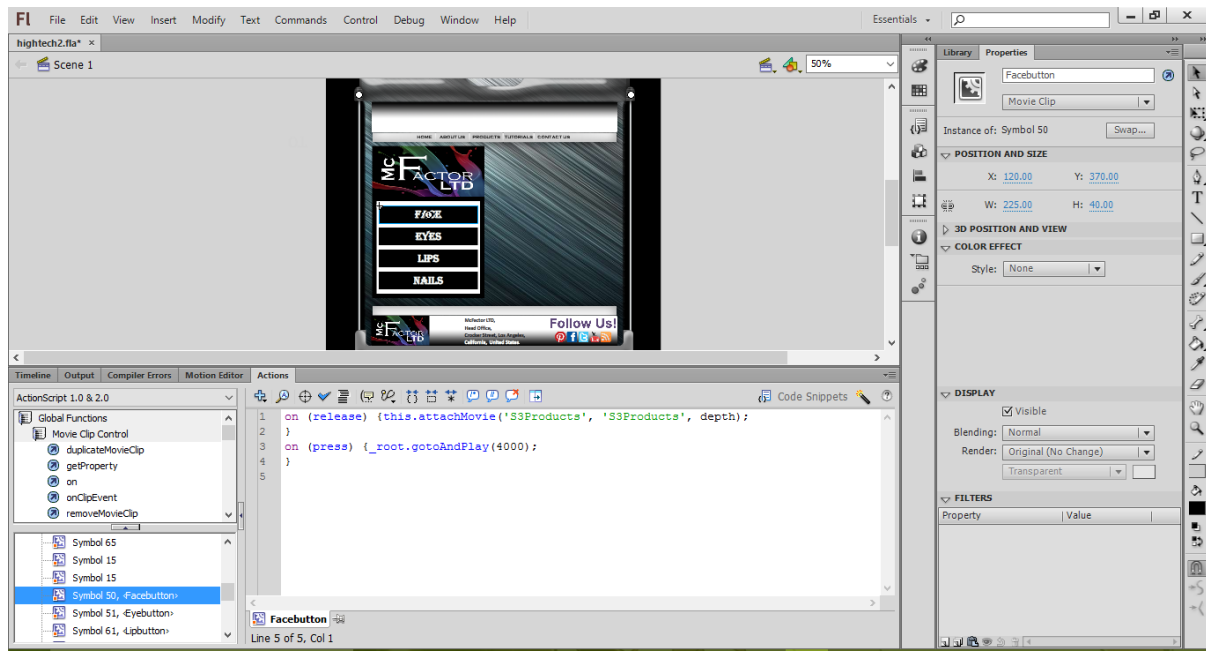 Fl File Edit View Insert Modify Text Commands Control Debug Window Help Essentials
hightech2.fla* ×
Scene 1 50%
HOME ABOUT US PRODUCTS TUTORIALS CONTACT US
Mc FACTOR LTD
FACE
EYES
LIPS
NAILS
Mc FACTOR LTD
McFactor LTD,
Head Office,
Crocker Street, Los Angeles,
California, United States.
Follow Us!
Timeline Output Compiler Errors Motion Editor Actions
ActionScript 1.0 & 2.0
Global Functions
Movie Clip Control
duplicateMovieClip
getProperty
on
onClipEvent
removeMovieClip
Symbol 65
Symbol 15
Symbol 15
Symbol 50, <Facebutton>
Symbol 51, <Eyebutton>
Symbol 61, <Lipbutton>
Code Snippets
1 on (release) {this.attachMovie('S3Products', 'S3Products', depth);
2 }
3 on (press) {_root.gotoAndPlay(4000);
4 }
5
Facebutton
Line 5 of 5, Col 1
Library Properties
Facebutton
Movie Clip
Instance of: Symbol 50 Swap...
POSITION AND SIZE
X: 120.00 Y: 370.00
W: 225.00 H: 40.00
3D POSITION AND VIEW
COLOR EFFECT
Style: None
DISPLAY
Visible
Blending: Normal
Render: Original (No Change)
Transparent
FILTERS
Property Value